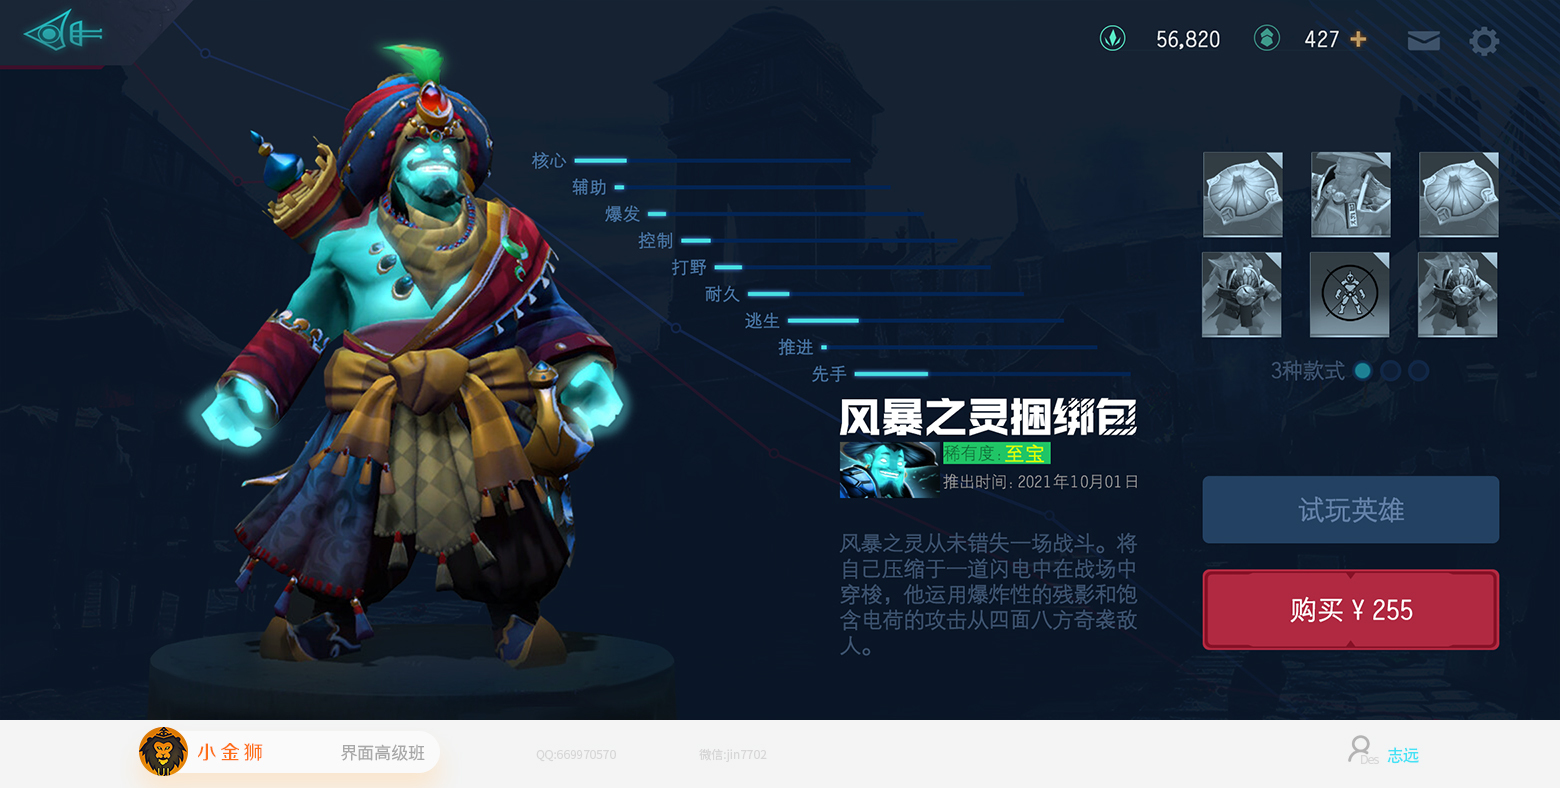 56,820
427
核心
辅助
爆发
控制
打野
耐久
逃生
推进
先手
风暴之灵捆绑包
稀有度: 至宝
推出时间: 2021年10月01日
风暴之灵从未错失一场战斗。将
自己压缩于一道闪电中在战场中
穿梭，他运用爆炸性的残影和饱
含电荷的攻击从四面八方奇袭敌
人。
3种款式
试玩英雄
购买 ¥ 255
小金狮
界面高级班
QQ:669970570
微信:jin7702
Des
志远